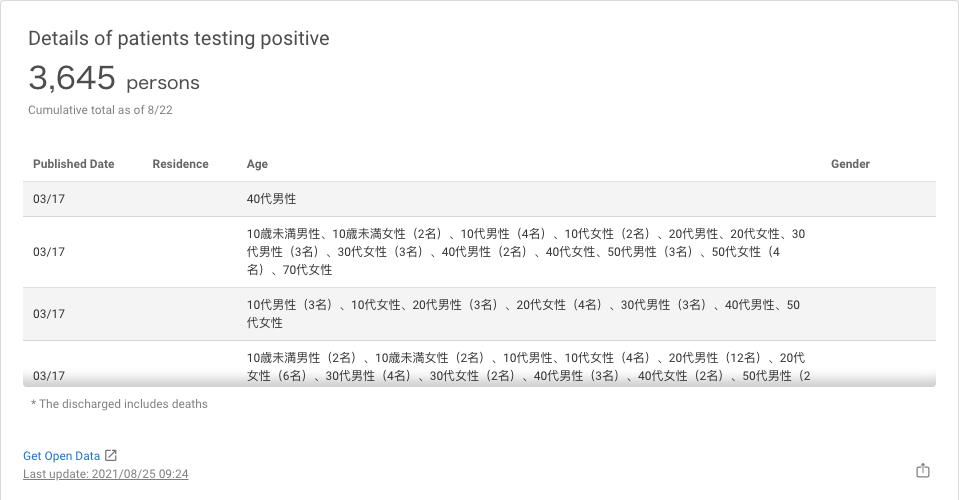 Details of patients testing positive
3,645 persons
Cumulative total as of 8/22
Published Date Residence Age Gender
03/17 40代男性
10歳未満男性、10歳未満女性（2名）、10代男性（4名）、10代女性（2名）、20代男性、20代女性、30
03/17 代男性（3名）、30代女性（3名）、40代男性（2名）、40代女性、50代男性（3名）、50代女性（4
名）、70代女性
10代男性（3名）、10代女性、20代男性（3名）、20代女性（4名）、30代男性（3名）、40代男性、50
03/17
代女性
10歳未満男性（2名）、10歳未満女性（2名）、10代男性、10代女性（4名）、20代男性（12名）、20代
03/17 女性（6名）、30代男性（4名）、30代女性（2名）、40代男性（3名）、40代女性（2名）、50代男性（2
* The discharged includes deaths
Get Open Data
Last update: 2021/08/25 09:24